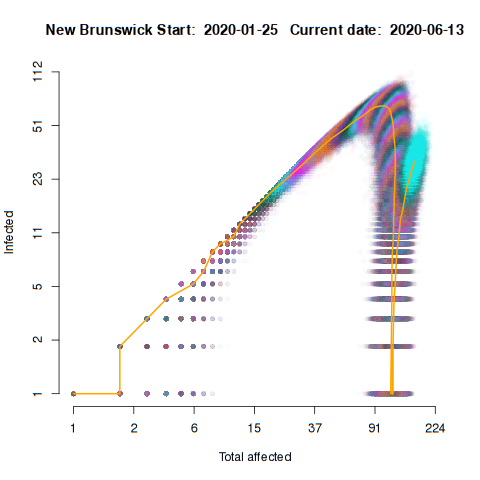 New Brunswick Start: 2020-01-25 Current date: 2020-06-13
Infected
112
51
23
11
5
2
1
1 2 6 15 37 91 224
Total affected